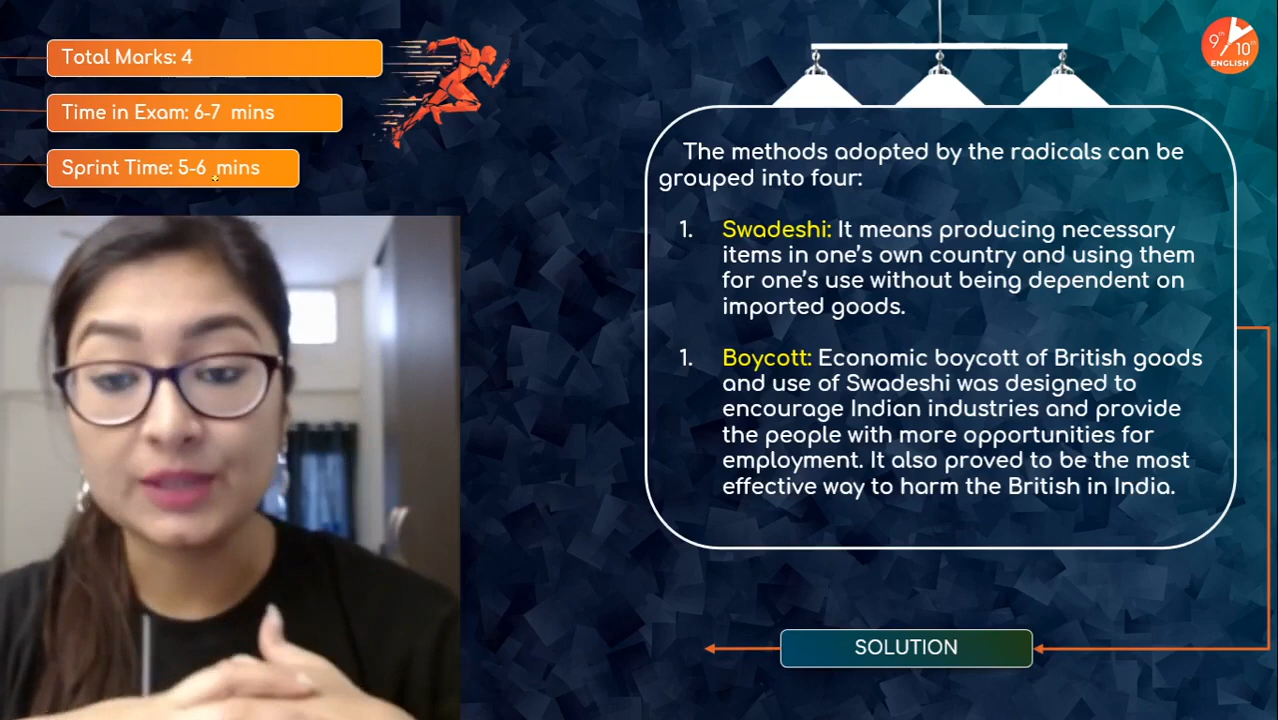 Total Marks: 4
Time in Exam: 6-7 mins
Sprint Time: 5-6 mins
9th 10th
ENGLISH
The methods adopted by the radicals can be
grouped into four:
1. Swadeshi: It means producing necessary
items in one's own country and using them
for one's use without being dependent on
imported goods.
1. Boycott: Economic boycott of British goods
and use of Swadeshi was designed to
encourage Indian industries and provide
the people with more opportunities for
employment. It also proved to be the most
effective way to harm the British in India.
SOLUTION